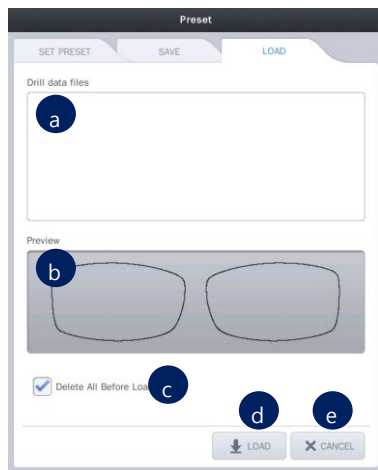 Preset
SET PRESET SAVE LOAD
Drill data files
a
Preview
b
Delete All Before Loa
c
d e
LOAD CANCEL